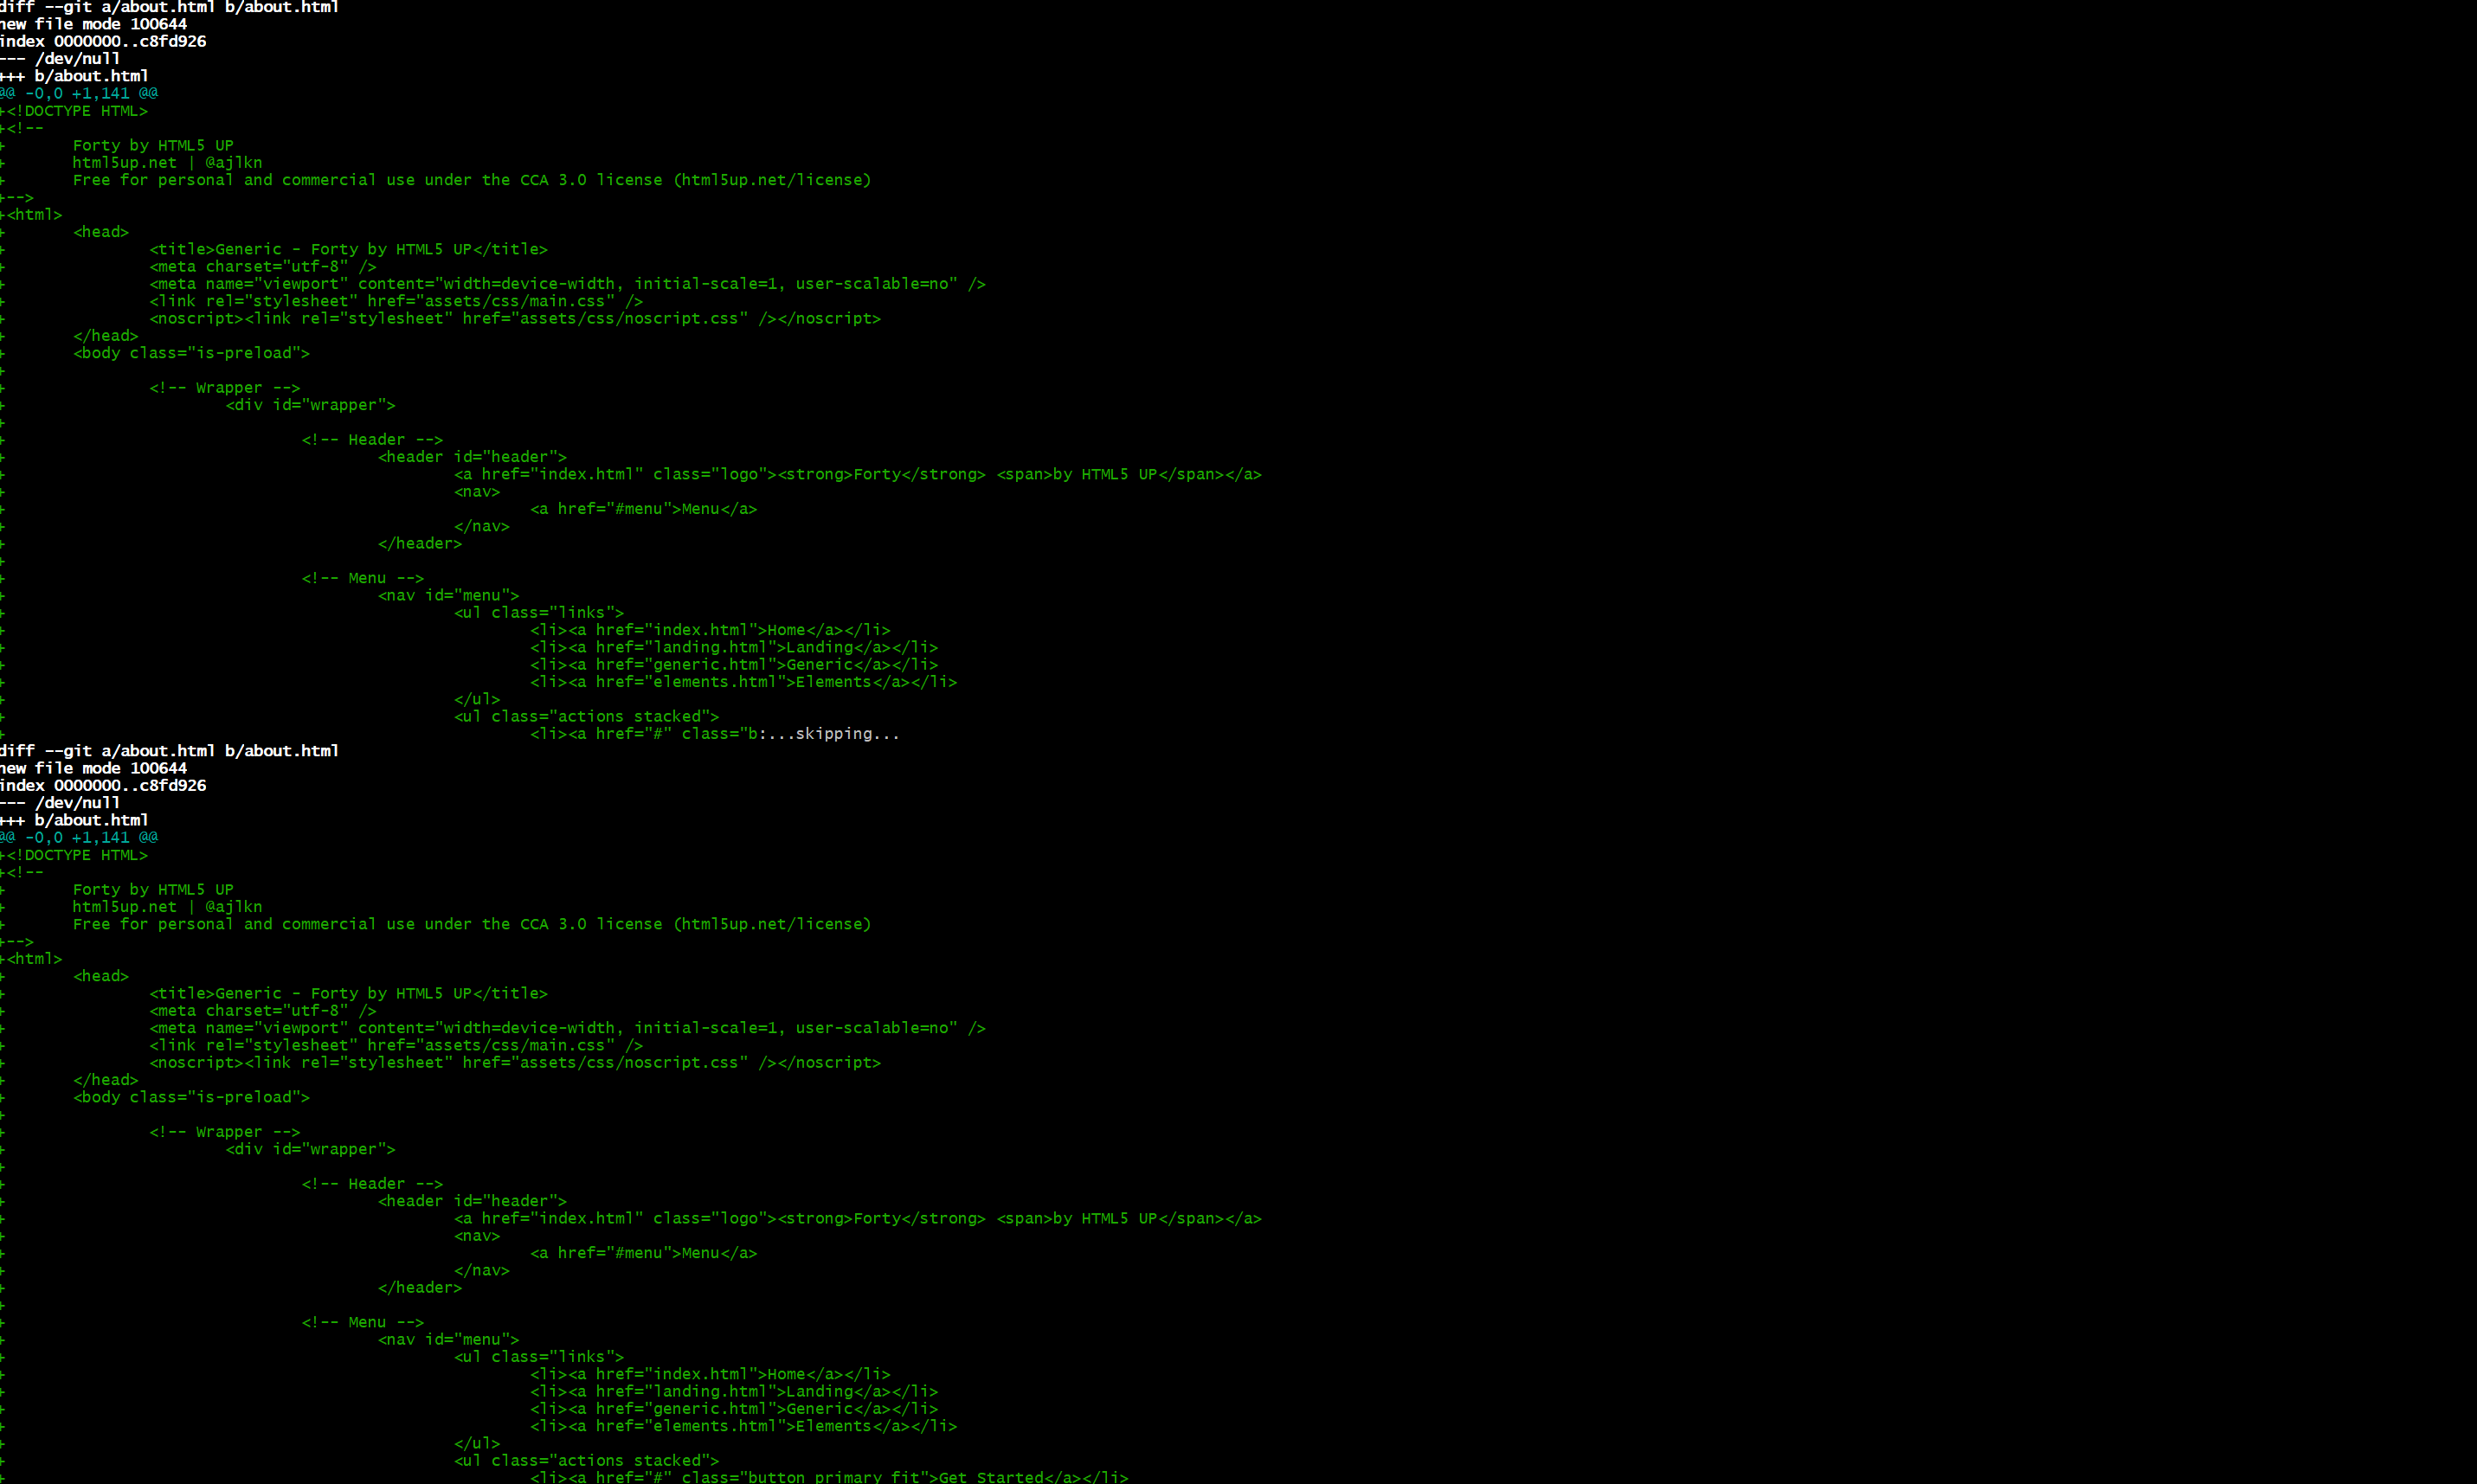 diff --git a/about.html b/about.html
new file mode 100644
index 0000000..c8fd926
--- /dev/null
+++ b/about.html
@@ -0,0 +1,141 @@
+<!DOCTYPE HTML>
+<!--
+	Forty by HTML5 UP
+	html5up.net | @ajlkn
+	Free for personal and commercial use under the CCA 3.0 license (html5up.net/license)
+-->
+<html>
+	<head>
+		<title>Generic - Forty by HTML5 UP</title>
+		<meta charset="utf-8" />
+		<meta name="viewport" content="width=device-width, initial-scale=1, user-scalable=no" />
+		<link rel="stylesheet" href="assets/css/main.css" />
+		<noscript><link rel="stylesheet" href="assets/css/noscript.css" /></noscript>
+	</head>
+	<body class="is-preload">
+
+		<!-- Wrapper -->
+			<div id="wrapper">
+
+				<!-- Header -->
+					<header id="header">
+						<a href="index.html" class="logo"><strong>Forty</strong> <span>by HTML5 UP</span></a>
+						<nav>
+							<a href="#menu">Menu</a>
+						</nav>
+					</header>
+
+				<!-- Menu -->
+					<nav id="menu">
+						<ul class="links">
+							<li><a href="index.html">Home</a></li>
+							<li><a href="landing.html">Landing</a></li>
+							<li><a href="generic.html">Generic</a></li>
+							<li><a href="elements.html">Elements</a></li>
+						</ul>
+						<ul class="actions stacked">
+							<li><a href="#" class="b:...skipping...
diff --git a/about.html b/about.html
new file mode 100644
index 0000000..c8fd926
--- /dev/null
+++ b/about.html
@@ -0,0 +1,141 @@
+<!DOCTYPE HTML>
+<!--
+	Forty by HTML5 UP
+	html5up.net | @ajlkn
+	Free for personal and commercial use under the CCA 3.0 license (html5up.net/license)
+-->
+<html>
+	<head>
+		<title>Generic - Forty by HTML5 UP</title>
+		<meta charset="utf-8" />
+		<meta name="viewport" content="width=device-width, initial-scale=1, user-scalable=no" />
+		<link rel="stylesheet" href="assets/css/main.css" />
+		<noscript><link rel="stylesheet" href="assets/css/noscript.css" /></noscript>
+	</head>
+	<body class="is-preload">
+
+		<!-- Wrapper -->
+			<div id="wrapper">
+
+				<!-- Header -->
+					<header id="header">
+						<a href="index.html" class="logo"><strong>Forty</strong> <span>by HTML5 UP</span></a>
+						<nav>
+							<a href="#menu">Menu</a>
+						</nav>
+					</header>
+
+				<!-- Menu -->
+					<nav id="menu">
+						<ul class="links">
+							<li><a href="index.html">Home</a></li>
+							<li><a href="landing.html">Landing</a></li>
+							<li><a href="generic.html">Generic</a></li>
+							<li><a href="elements.html">Elements</a></li>
+						</ul>
+						<ul class="actions stacked">
+							<li><a href="#" class="button primary fit">Get Started</a></li>